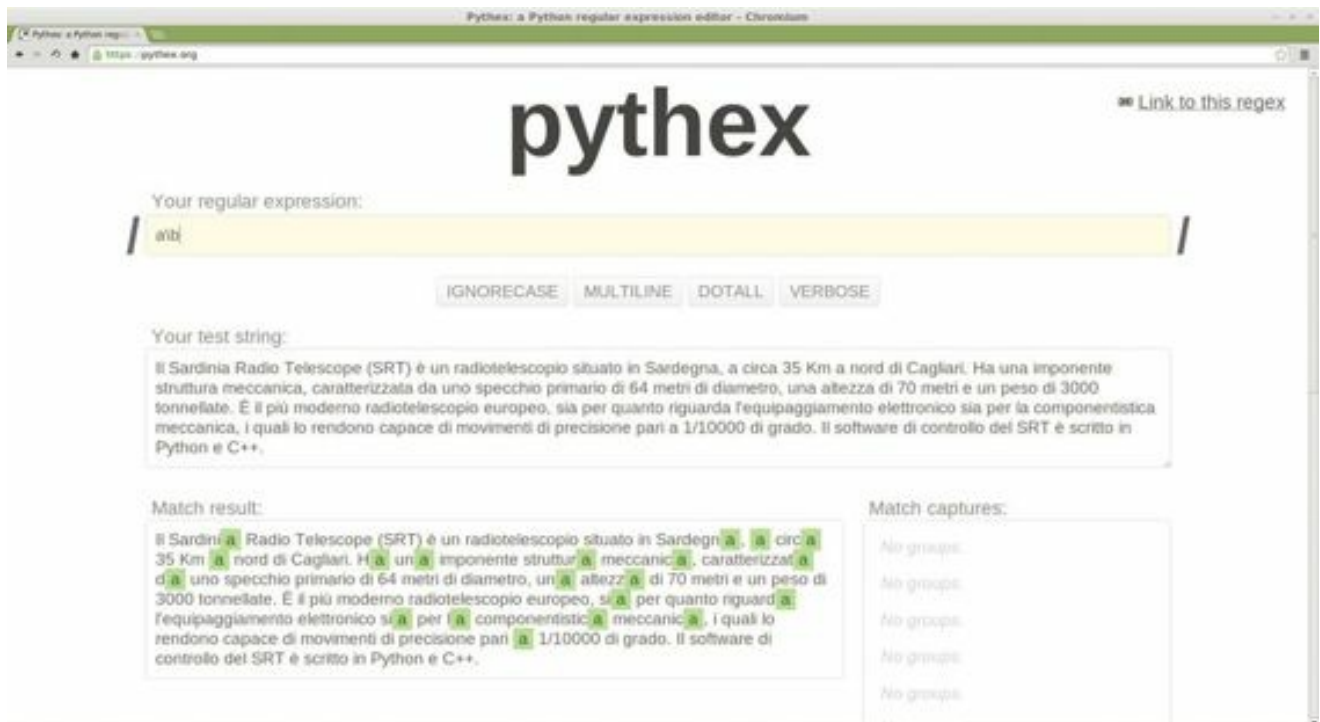 Pythex: a Python regular expression editor - Chromium
Pythex: a Python reg
https://pythex.org
pythex
Link to this regex
Your regular expression:
/ a\b /
IGNORECASE MULTILINE DOTALL VERBOSE
Your test string:
Il Sardinia Radio Telescope (SRT) è un radiotelescopio situato in Sardegna, a circa 35 Km a nord di Cagliari. Ha una imponente
struttura meccanica, caratterizzata da uno specchio primario di 64 metri di diametro, una altezza di 70 metri e un peso di 3000
tonnellate. È il più moderno radiotelescopio europeo, sia per quanto riguarda l'equipaggiamento elettronico sia per la componentistica
meccanica, i quali lo rendono capace di movimenti di precisione pari a 1/10000 di grado. Il software di controllo del SRT è scritto in
Python e C++.
Match result:
Il Sardinia Radio Telescope (SRT) è un radiotelescopio situato in Sardegna, a circa
35 Km a nord di Cagliari. Ha una imponente struttura meccanica, caratterizzata
da uno specchio primario di 64 metri di diametro, una altezza di 70 metri e un peso di
3000 tonnellate. È il più moderno radiotelescopio europeo, sia per quanto riguarda
l'equipaggiamento elettronico sia per la componentistica meccanica, i quali lo
rendono capace di movimenti di precisione pari a 1/10000 di grado. Il software di
controllo del SRT è scritto in Python e C++.
Match captures:
No groups.
No groups.
No groups.
No groups.
No groups.